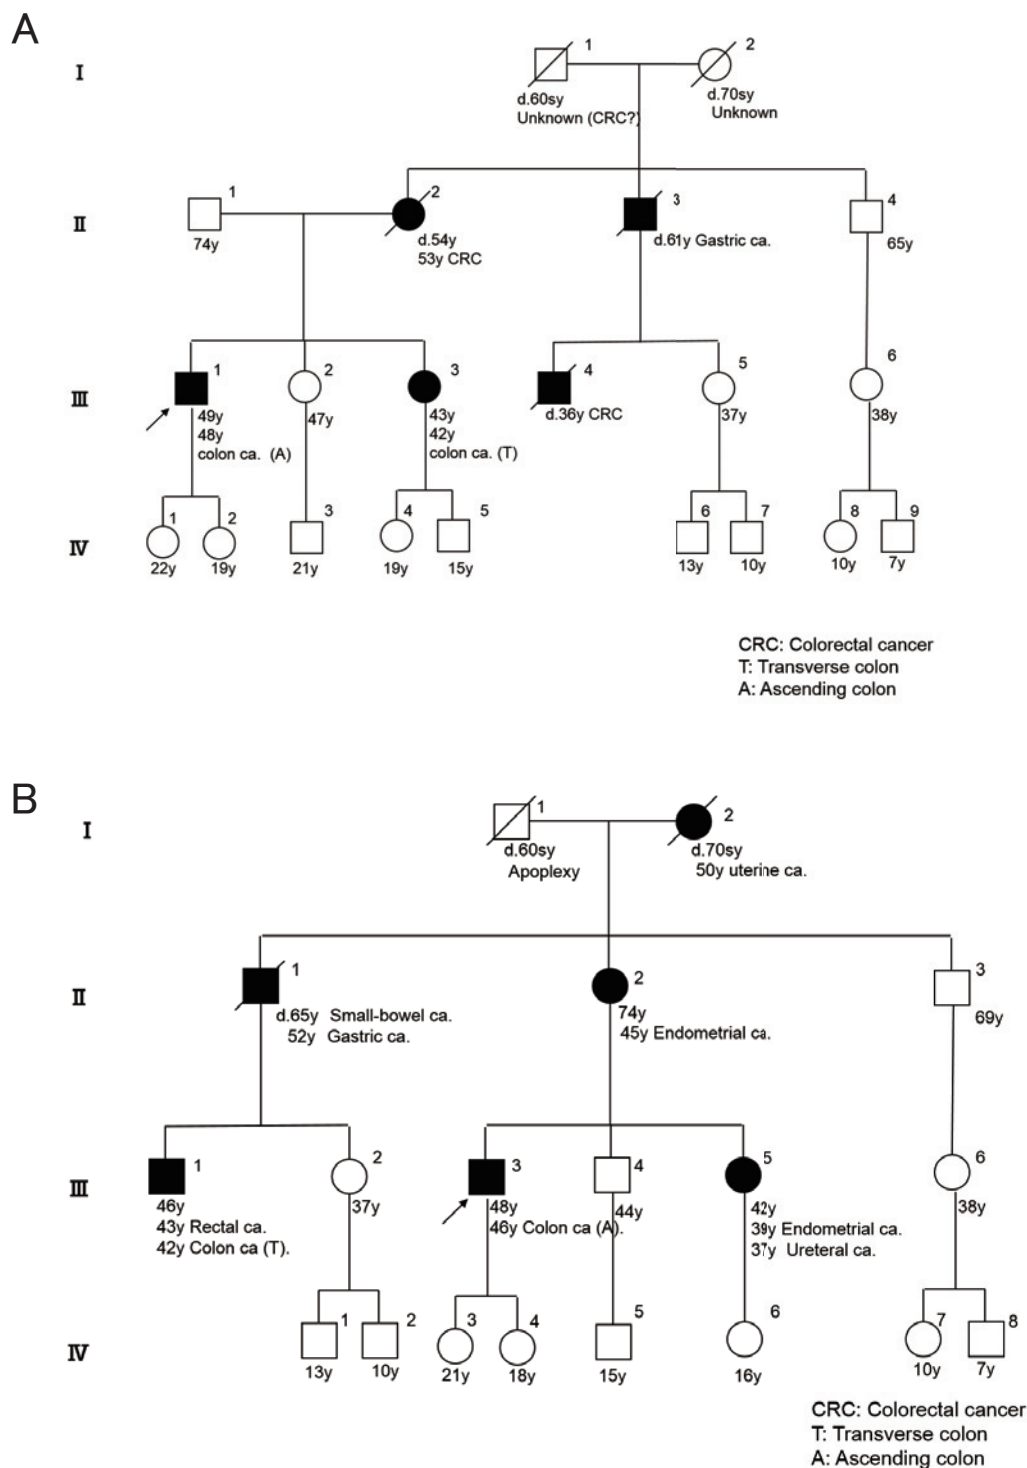 A
I
1
2
d.60sy
Unknown (CRC?)
d.70sy
Unknown
II
1
2
3
4
74y
d.54y
53y CRC
d.61y Gastric ca.
65y
III
1
2
3
4
5
6
49y
48y
colon ca. (A)
47y
43y
42y
colon ca. (T)
d.36y CRC
37y
38y
IV
1
2
3
4
5
6
7
8
9
22y
19y
21y
19y
15y
13y
10y
10y
7y
CRC: Colorectal cancer
T: Transverse colon
A: Ascending colon
B
I
1
2
d.60sy
Apoplexy
d.70sy
50y uterine ca.
II
1
2
3
d.65y Small-bowel ca.
52y Gastric ca.
74y
45y Endometrial ca.
69y
III
1
2
3
4
5
6
46y
43y Rectal ca.
42y Colon ca (T).
37y
48y
46y Colon ca (A).
44y
42y
39y Endometrial ca.
37y Ureteral ca.
38y
IV
1
2
3
4
5
6
7
8
13y
10y
21y
18y
15y
16y
10y
7y
CRC: Colorectal cancer
T: Transverse colon
A: Ascending colon